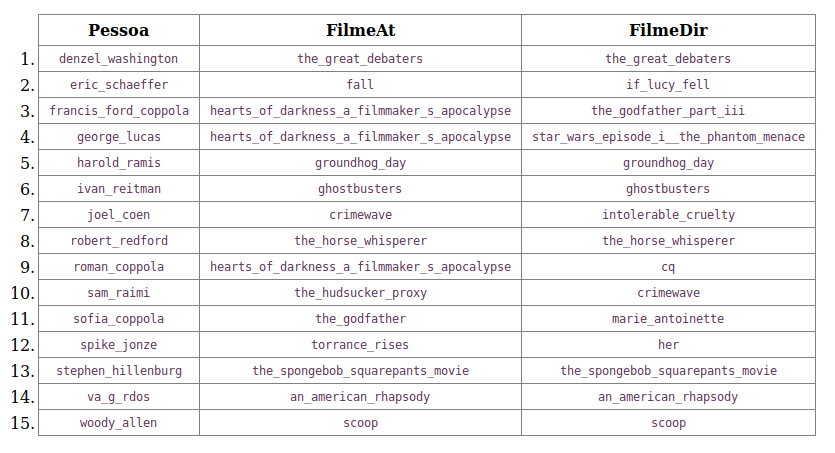 Pessoa FilmeAt FilmeDir
1. denzel_washington the_great_debaters the_great_debaters
2. eric_schaeffer fall if_lucy_fell
3. francis_ford_coppola hearts_of_darkness_a_filmmaker_s_apocalypse the_godfather_part_iii
4. george_lucas hearts_of_darkness_a_filmmaker_s_apocalypse star_wars_episode_i__the_phantom_menace
5. harold_ramis groundhog_day groundhog_day
6. ivan_reitman ghostbusters ghostbusters
7. joel_coen crimewave intolerable_cruelty
8. robert_redford the_horse_whisperer the_horse_whisperer
9. roman_coppola hearts_of_darkness_a_filmmaker_s_apocalypse cq
10. sam_raimi the_hudsucker_proxy crimewave
11. sofia_coppola the_godfather marie_antoinette
12. spike_jonze torrance_rises her
13. stephen_hillenburg the_spongebob_squarepants_movie the_spongebob_squarepants_movie
14. va_g_rdos an_american_rhapsody an_american_rhapsody
15. woody_allen scoop scoop